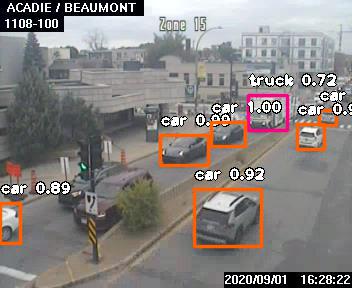 ACADIE / BEAUMONT
1108-100
Zone 15
truck 0.72
car
car 1.00
car 0.9
car 0.99
car 0.92
car 0.89
2020/09/01 16:28:22